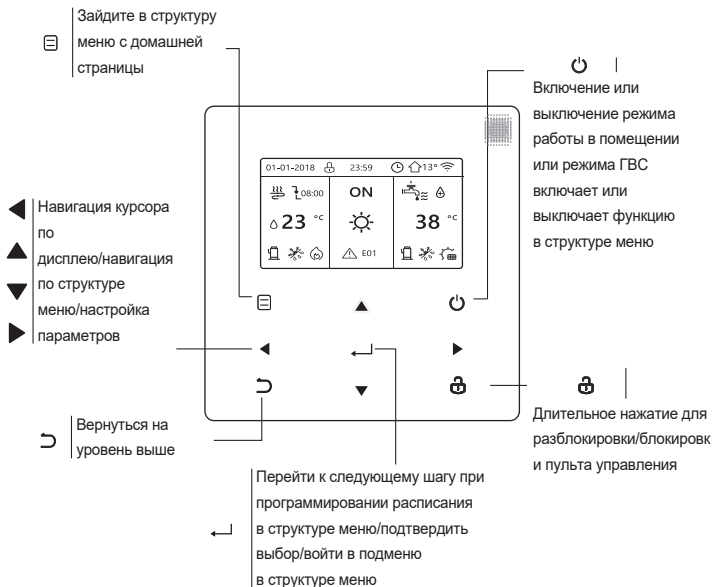 Зайдите в структуру
меню с домашней
страницы
Включение или
выключение режима
работы в помещении
или режима ГВС
включает или
выключает функцию
в структуре меню
01-01-2018 23:59 13°
08:00 ON
23 °C 38 °C
E01
Навигация курсора
по
дисплею/навигация
по структуре
меню/настройка
параметров
Вернуться на
уровень выше
Перейти к следующему шагу при
программировании расписания
в структуре меню/подтвердить
выбор/войти в подменю
в структуре меню
Длительное нажатие для
разблокировки/блокировк
и пульта управления